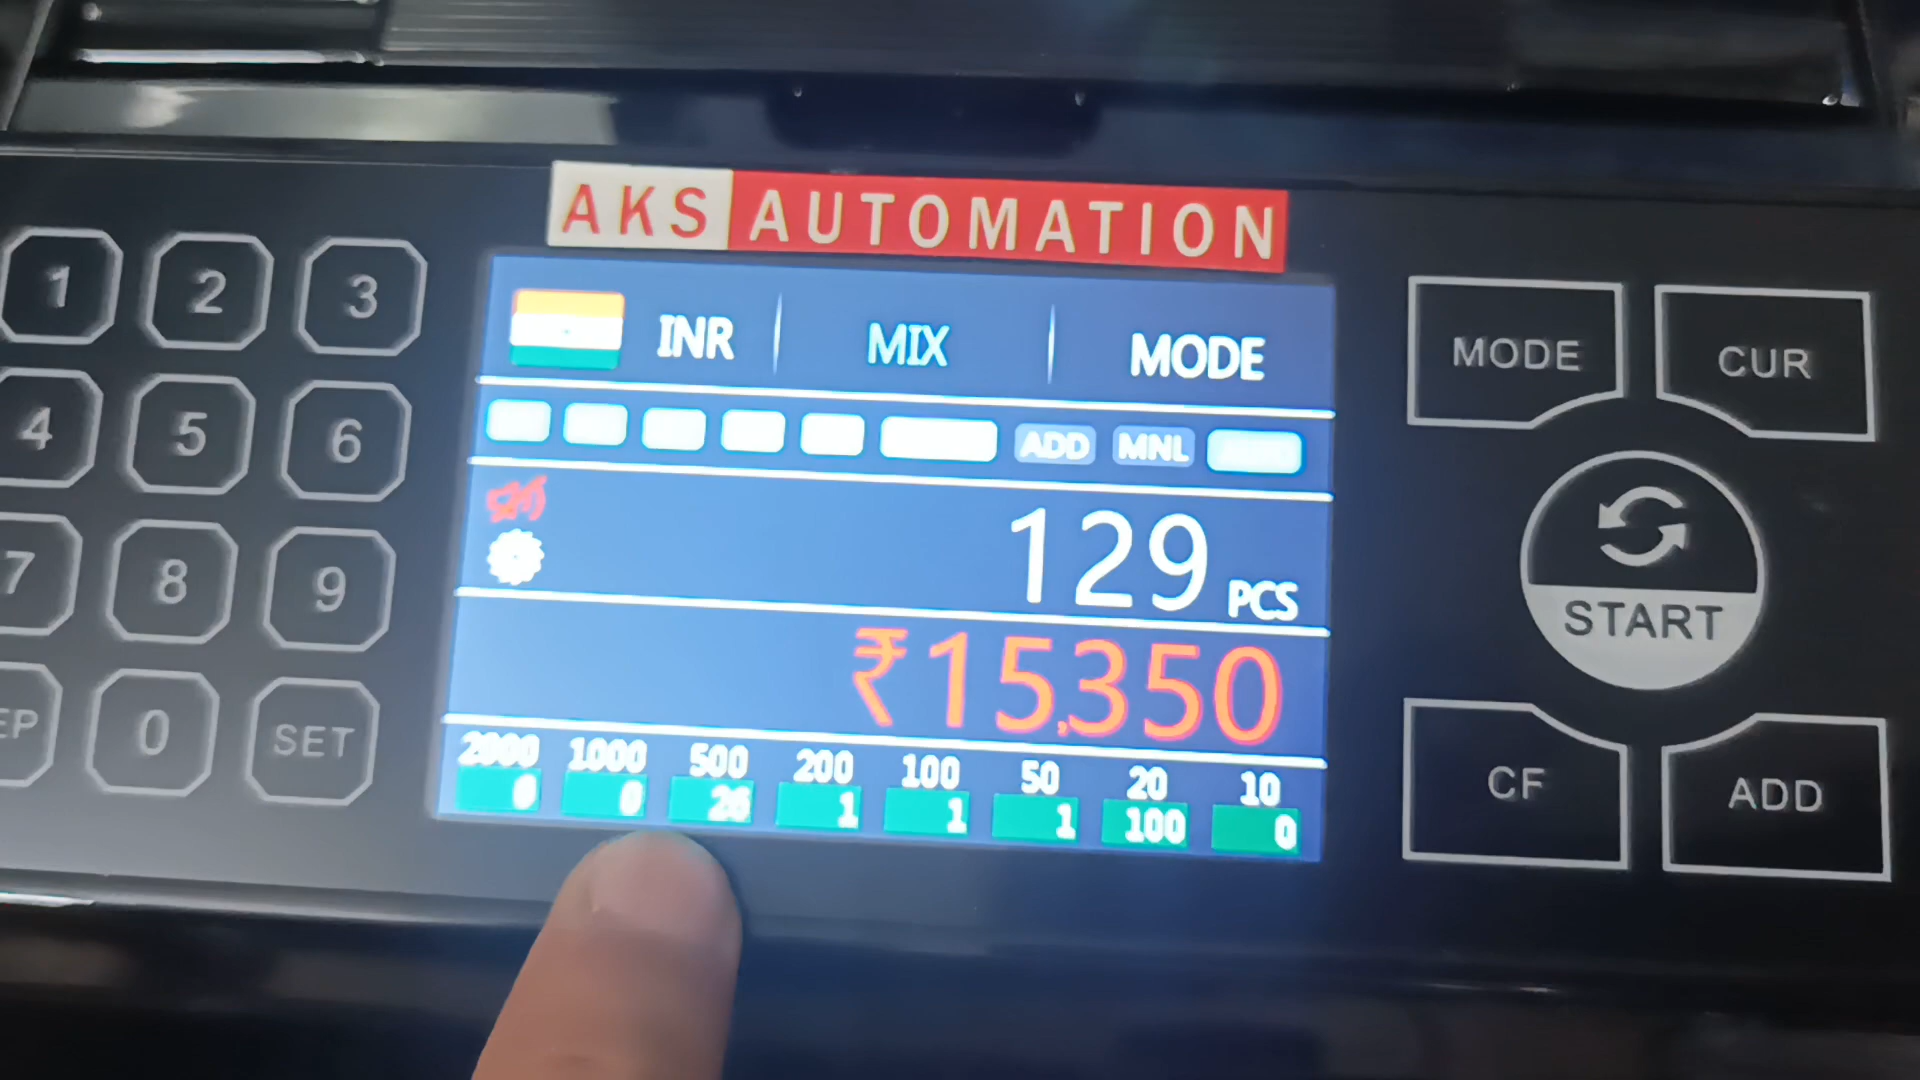 AKS AUTOMATION
1 2 3
4 5 6
7 8 9
0 SET
INR MIX MODE
ADD MNL
129 PCS
₹15,350
2000 1000 500 200 100 50 20 10
0 0 26 1 1 1 100 0
MODE CUR
START
CF ADD